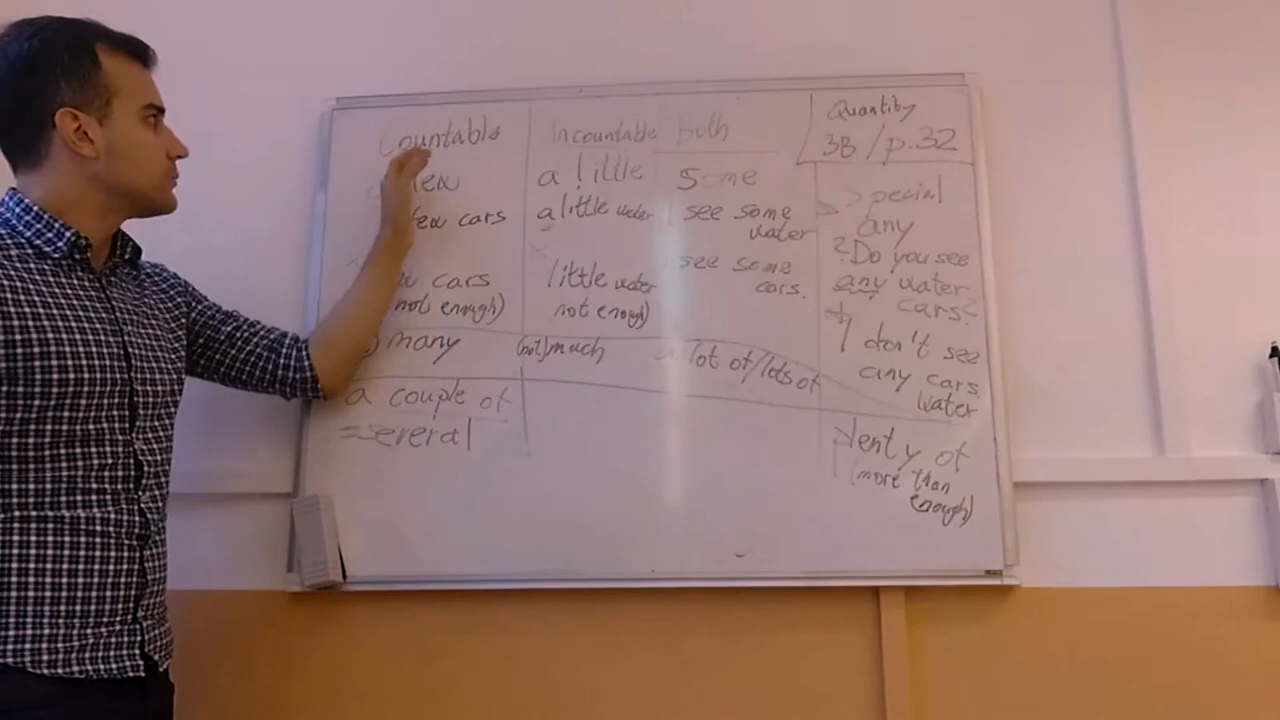 Countable
few
few cars
cars
not enough)
many
a couple of
several
Incountable
a little
a little water
little water
not enough)
(not) much
Both
Some
see some
water
see some
cars.
a lot of/lots of
Quantity
3B / p.32
Special
any
? Do you see
any water
cars?
I don't see
any cars
water
plenty of
(more than
enough)